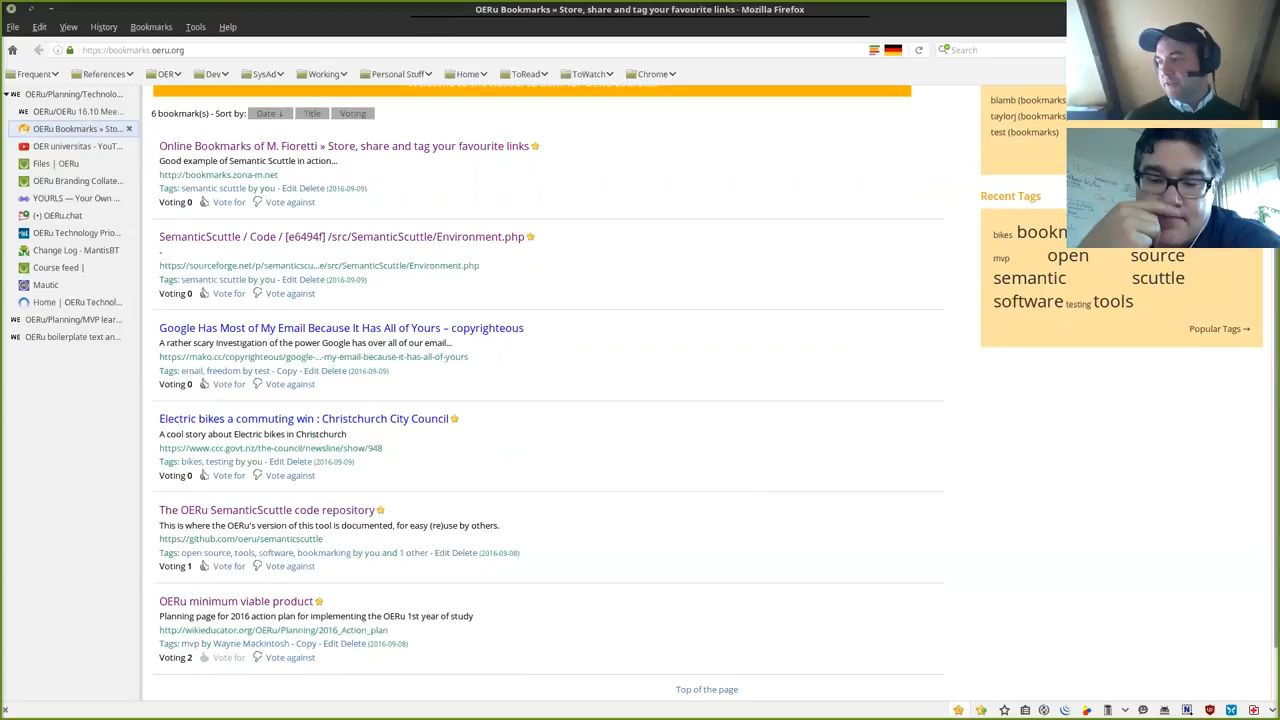 OERu Bookmarks » Store, share and tag your favourite links - Mozilla Firefox
File Edit View History Bookmarks Tools Help
https://bookmarks.oeru.org
Search
Frequent References OER Dev SysAd Working Personal Stuff Home ToRead ToWatch Chrome
WE OERu/Planning/Technolo...
WE OERu/OERu 16.10 Mee...
OERu Bookmarks » Sto...
OER universitas - YouT...
Files | OERu
OERu Branding Collate...
YOURLS — Your Own ...
(•) OERu.chat
OERu Technology Prio...
Change Log - MantisBT
Course feed |
Mautic
Home | OERu Technol...
WE OERu/Planning/MVP lear...
WE OERu boilerplate text an...
6 bookmark(s) - Sort by: Date ↓ Title Voting
Online Bookmarks of M. Fioretti » Store, share and tag your favourite links
Good example of Semantic Scuttle in action...
http://bookmarks.zona-m.net
Tags: semantic scuttle by you - Edit Delete (2016-09-09)
Voting 0 Vote for Vote against
SemanticScuttle / Code / [e6494f] /src/SemanticScuttle/Environment.php
-
https://sourceforge.net/p/semanticscu...e/src/SemanticScuttle/Environment.php
Tags: semantic scuttle by you - Edit Delete (2016-09-09)
Voting 0 Vote for Vote against
Google Has Most of My Email Because It Has All of Yours – copyrighteous
A rather scary investigation of the power Google has over all of our email...
https://mako.cc/copyrighteous/google-...-my-email-because-it-has-all-of-yours
Tags: email, freedom by test - Copy - Edit Delete (2016-09-09)
Voting 0 Vote for Vote against
Electric bikes a commuting win : Christchurch City Council
A cool story about Electric bikes in Christchurch
https://www.ccc.govt.nz/the-council/newsline/show/948
Tags: bikes, testing by you - Edit Delete (2016-09-09)
Voting 0 Vote for Vote against
The OERu SemanticScuttle code repository
This is where the OERu's version of this tool is documented, for easy (re)use by others.
https://github.com/oeru/semanticscuttle
Tags: open source, tools, software, bookmarking by you and 1 other - Edit Delete (2016-09-08)
Voting 1 Vote for Vote against
OERu minimum viable product
Planning page for 2016 action plan for implementing the OERu 1st year of study
http://wikieducator.org/OERu/Planning/2016_Action_plan
Tags: mvp by Wayne Mackintosh - Copy - Edit Delete (2016-09-08)
Voting 2 Vote for Vote against
Top of the page
blamb (bookmarks
taylorj (bookmarks
test (bookmarks)
Recent Tags
bikes bookm
mvp open source
semantic scuttle
software testing tools
Popular Tags →